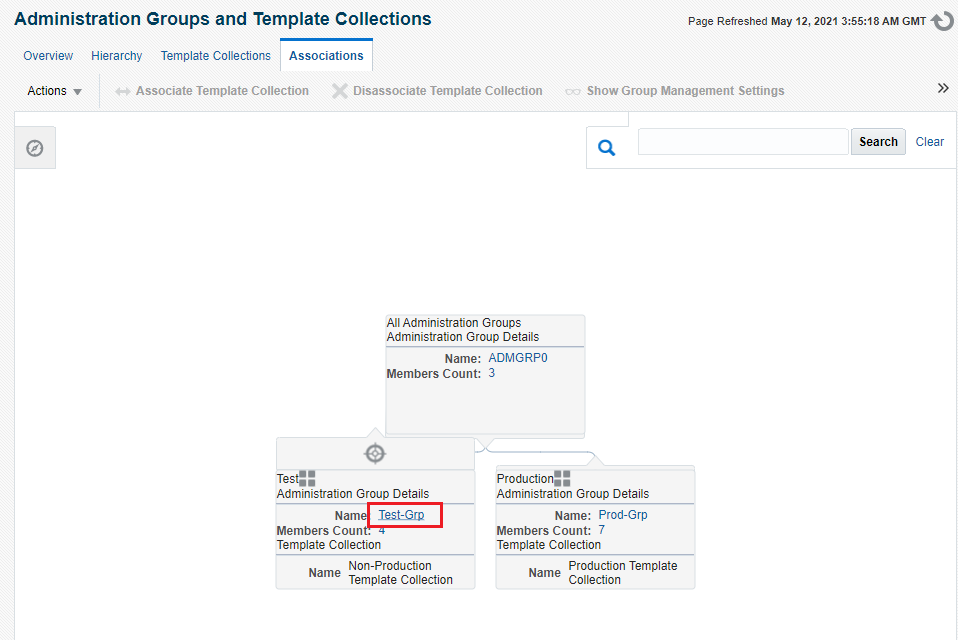 Administration Groups and Template Collections
Page Refreshed May 12, 2021 3:55:18 AM GMT
Overview Hierarchy Template Collections Associations
Actions Associate Template Collection Disassociate Template Collection Show Group Management Settings »
Search Clear
All Administration Groups
Administration Group Details
Name: ADMGRP0
Members Count: 3
Test
Administration Group Details
Name Test-Grp
Members Count: 4
Template Collection
Name Non-Production
Template Collection
Production
Administration Group Details
Name: Prod-Grp
Members Count: 7
Template Collection
Name Production Template
Collection